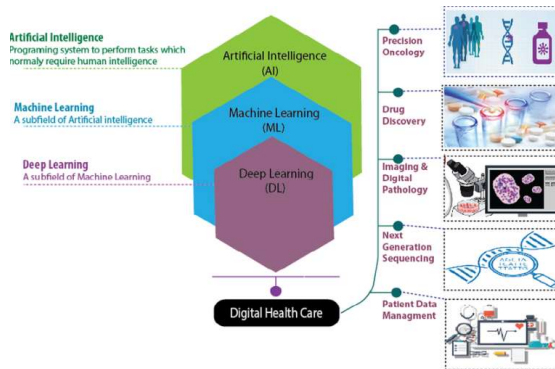 Artificial Intelligence
Programing system to perform tasks which
normaly require human intelligence
Machine Learning
A subfield of Artificial intelligence
Deep Learning
A subfield of Machine Learning
Artificial Intelligence
(AI)
Machine Learning
(ML)
Deep Learning
(DL)
Digital Health Care
Precision
Oncology
Drug
Discovery
Imaging &
Digital
Pathology
Next
Generation
Sequencing
Patient Data
Managment